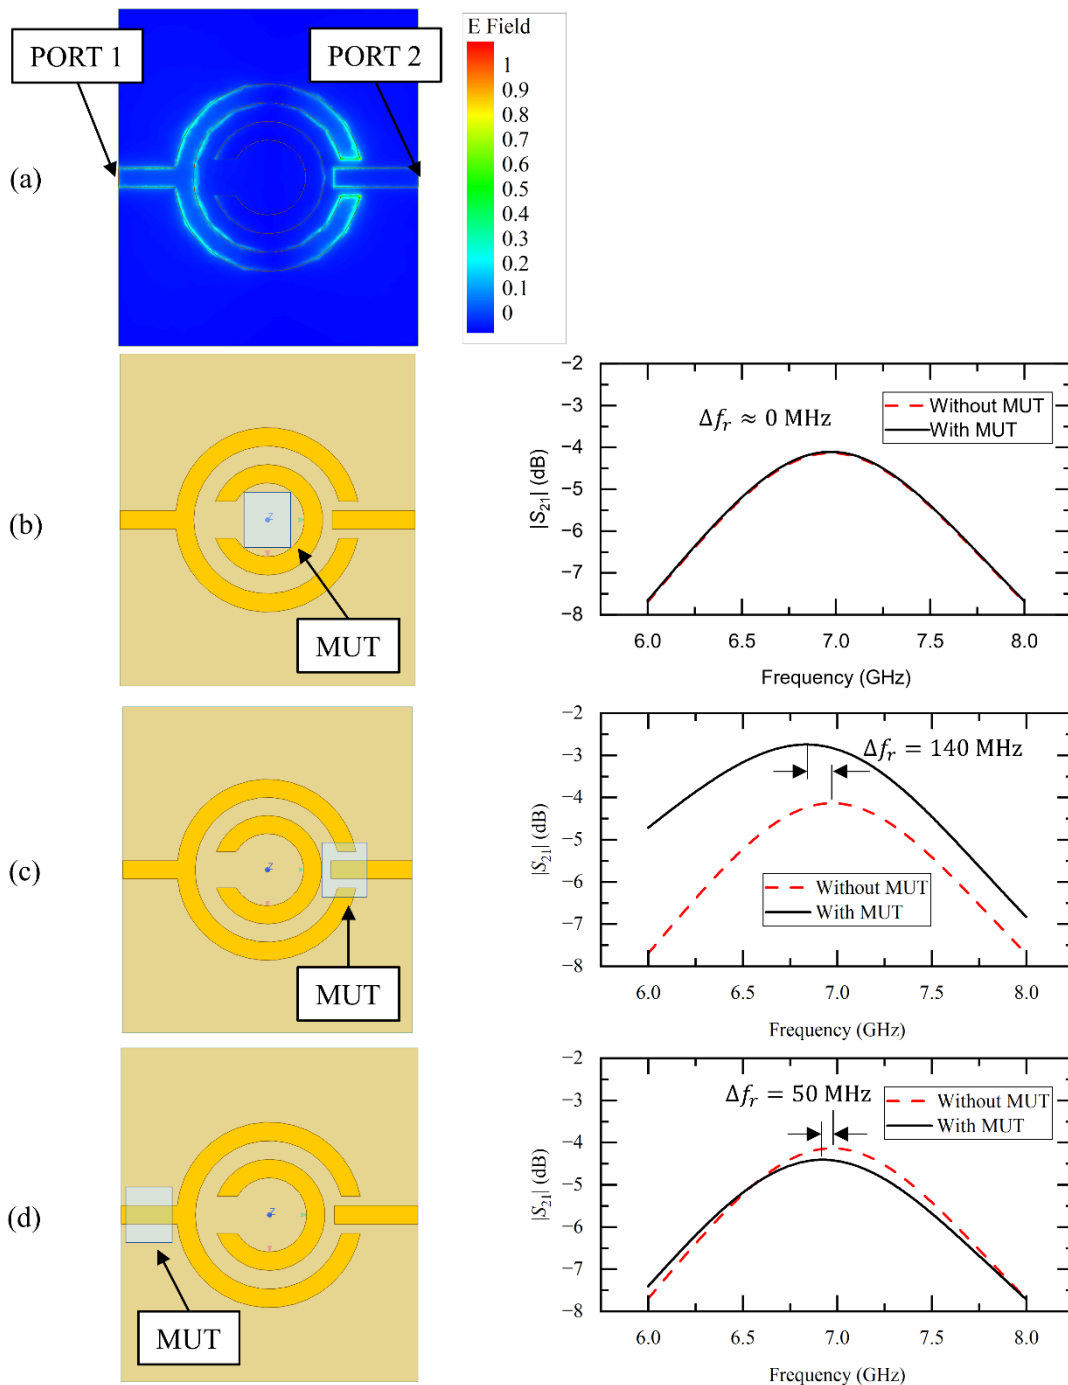 E Field
PORT 1
PORT 2
1
0.9
0.8
0.7
0.6
0.5
0.4
0.3
0.2
0.1
0
(a)
(b)
Z
MUT
|S₂₁| (dB)
−2
−3
−4
−5
−6
−7
−8
Δfᵣ ≈ 0 MHz
Without MUT
With MUT
6.0
6.5
7.0
7.5
8.0
Frequency (GHz)
(c)
Z
MUT
|S₂₁| (dB)
−2
−3
−4
−5
−6
−7
−8
Δfᵣ = 140 MHz
Without MUT
With MUT
6.0
6.5
7.0
7.5
8.0
Frequency (GHz)
(d)
Z
MUT
|S₂₁| (dB)
−2
−3
−4
−5
−6
−7
−8
Δfᵣ = 50 MHz
Without MUT
With MUT
6.0
6.5
7.0
7.5
8.0
Frequency (GHz)